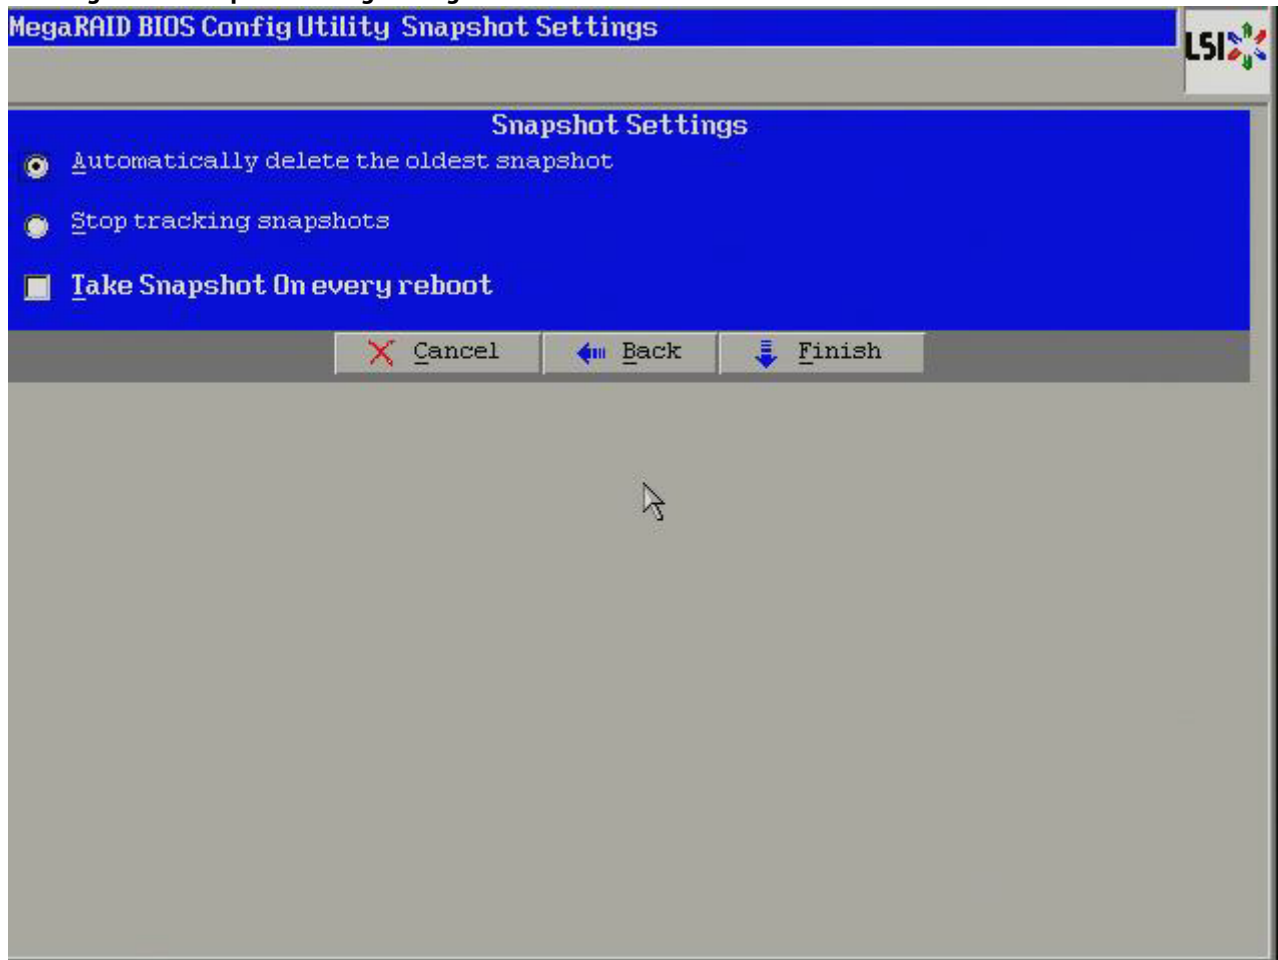 MegaRAID BIOS Config Utility Snapshot Settings
LSI
Snapshot Settings
Automatically delete the oldest snapshot
Stop tracking snapshots
Take Snapshot On every reboot
Cancel Back Finish